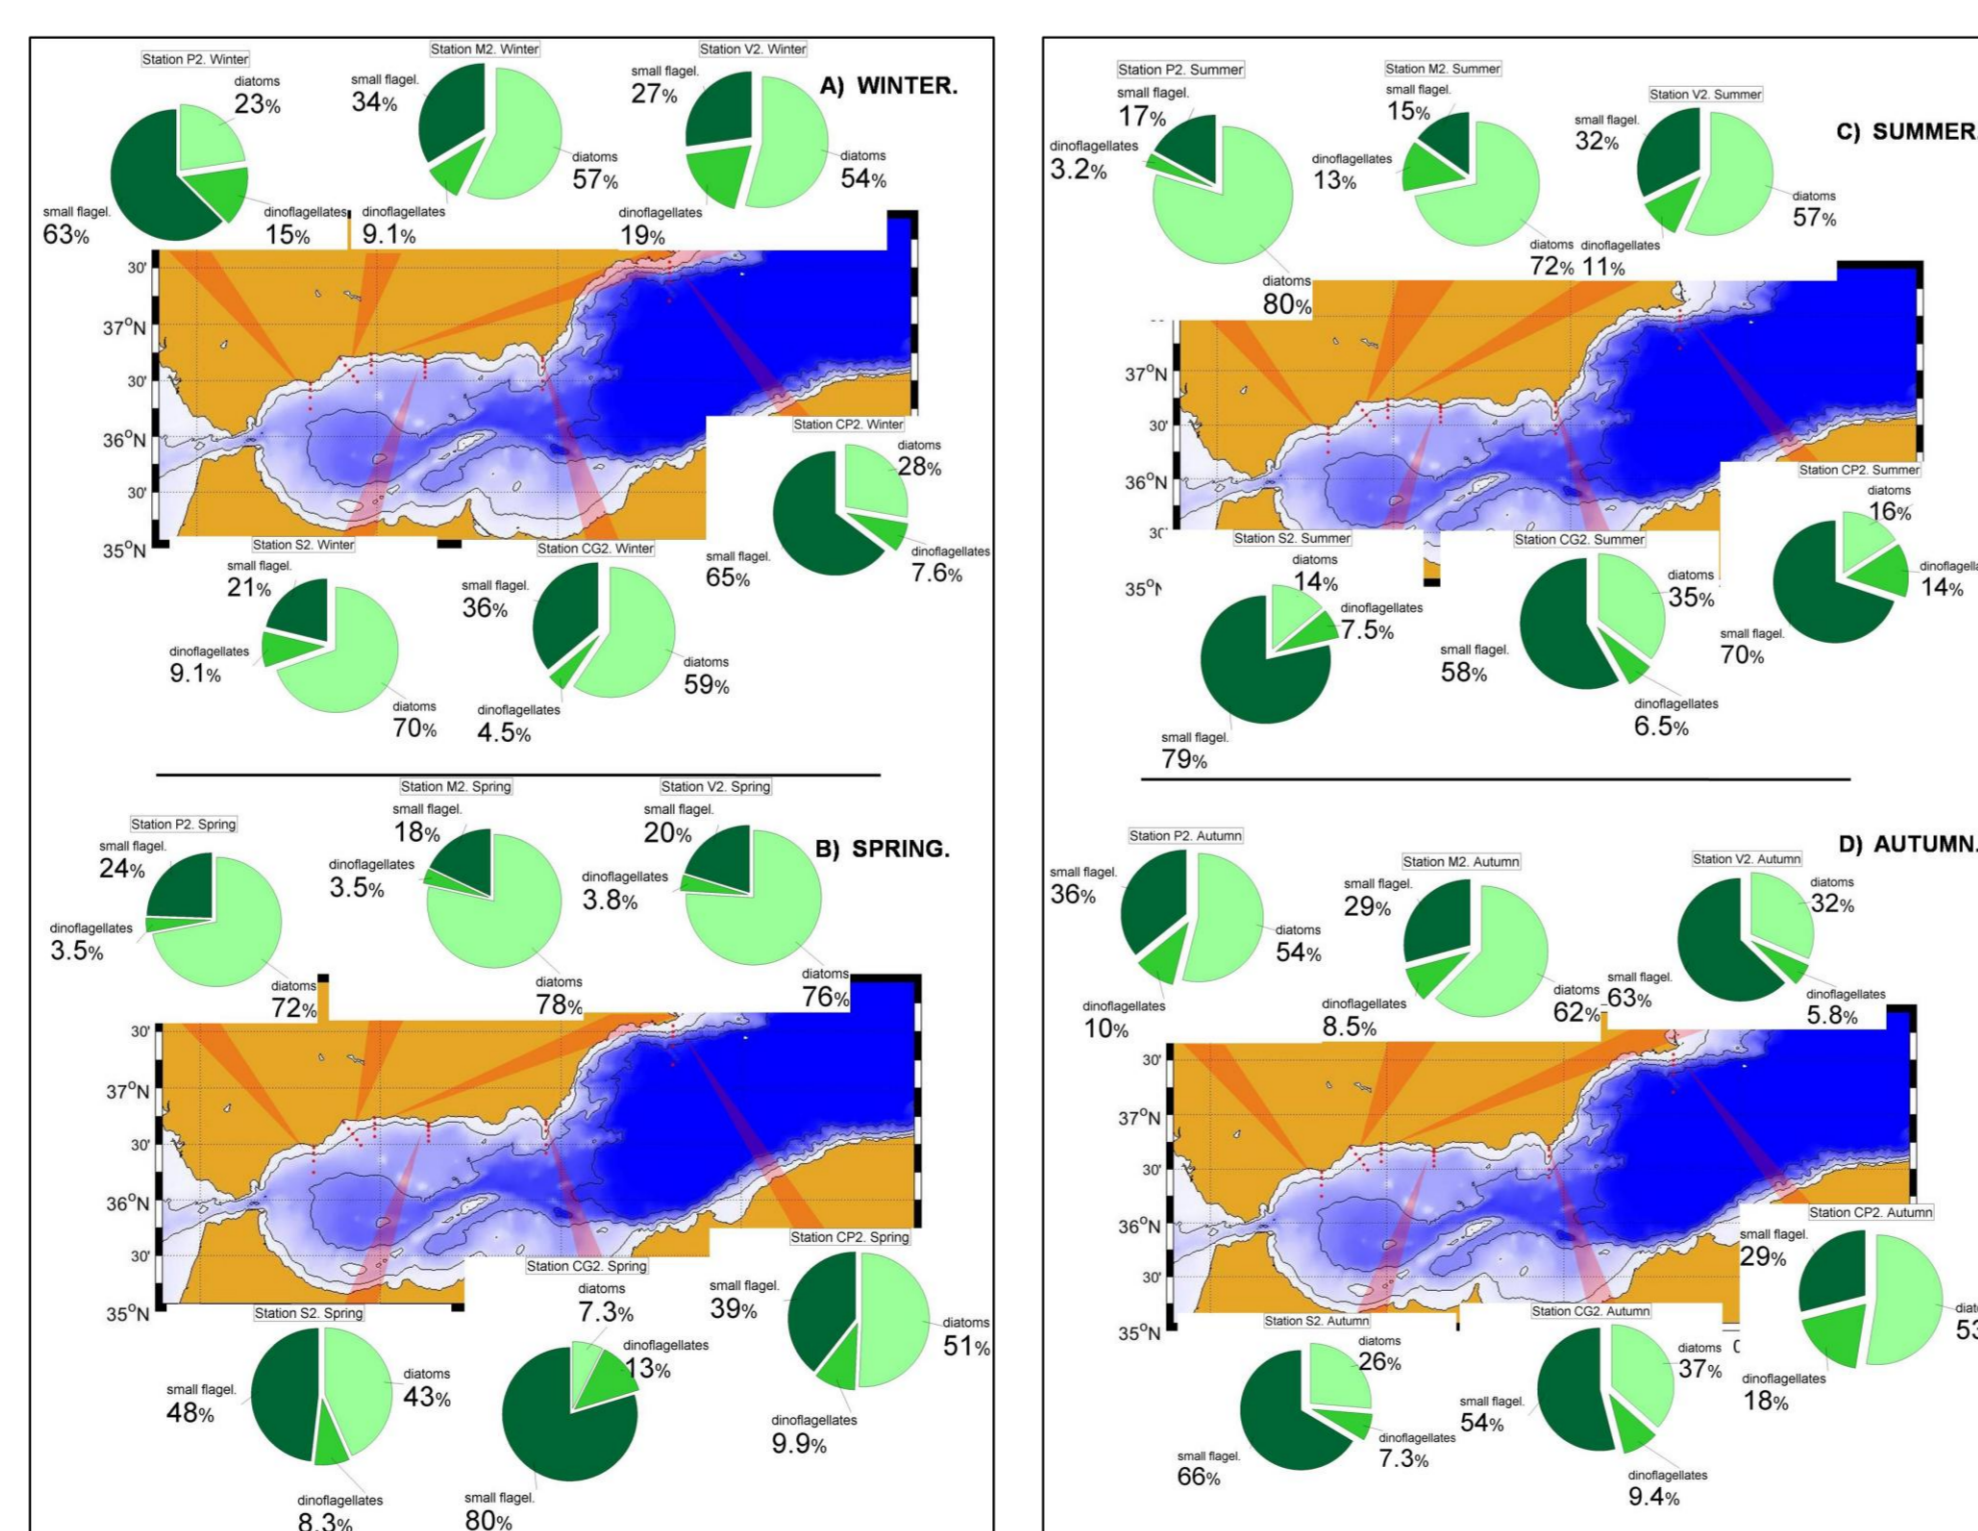 A) WINTER.
Station P2. Winter
diatoms
23%
dinoflagellates
15%
small flagel.
63%
Station M2. Winter
small flagel.
34%
diatoms
57%
dinoflagellates
9.1%
Station V2. Winter
small flagel.
27%
diatoms
54%
dinoflagellates
19%
30'
37°N
30'
36°N
30'
35°N
Station CP2. Winter
diatoms
28%
dinoflagellates
7.6%
small flagel.
65%
Station S2. Winter
small flagel.
21%
dinoflagellates
9.1%
diatoms
70%
Station CG2. Winter
small flagel.
36%
diatoms
59%
dinoflagellates
4.5%
B) SPRING.
Station P2. Spring
small flagel.
24%
dinoflagellates
3.5%
diatoms
72%
Station M2. Spring
small flagel.
18%
dinoflagellates
3.5%
diatoms
78%
Station V2. Spring
small flagel.
20%
dinoflagellates
3.8%
diatoms
76%
30'
37°N
30'
36°N
30'
35°N
Station CP2. Spring
small flagel.
39%
diatoms
51%
dinoflagellates
9.9%
Station S2. Spring
small flagel.
48%
diatoms
43%
dinoflagellates
8.3%
Station CG2. Spring
diatoms
7.3%
dinoflagellates
13%
small flagel.
80%
C) SUMMER.
Station P2. Summer
small flagel.
17%
dinoflagellates
3.2%
diatoms
80%
Station M2. Summer
small flagel.
15%
dinoflagellates
13%
diatoms
72%
Station V2. Summer
small flagel.
32%
diatoms
57%
dinoflagellates
11%
37°N
30'
36°N
30'
35°N
Station CP2. Summer
diatoms
16%
dinoflagella
14%
small flagel.
70%
Station S2. Summer
diatoms
14%
dinoflagellates
7.5%
small flagel.
79%
Station CG2. Summer
diatoms
35%
small flagel.
58%
dinoflagellates
6.5%
D) AUTUMN.
Station P2. Autumn
small flagel.
36%
diatoms
54%
dinoflagellates
10%
Station M2. Autumn
small flagel.
29%
diatoms
62%
dinoflagellates
8.5%
Station V2. Autumn
diatoms
32%
small flagel.
63%
dinoflagellates
5.8%
30'
37°N
30'
36°N
30'
35°N
Station CP2. Autumn
small flagel.
29%
diat
53
dinoflagellates
18%
Station S2. Autumn
diatoms
26%
dinoflagellates
7.3%
small flagel.
66%
Station CG2. Autumn
diatoms
37%
small flagel.
54%
dinoflagellates
9.4%